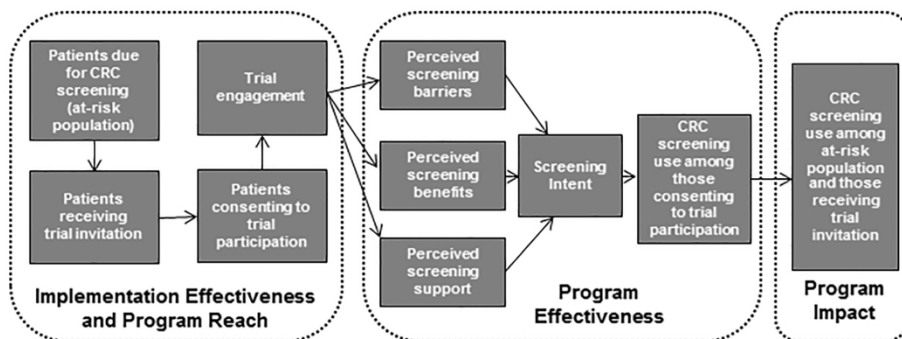 Patients due
for CRC
screening
(at-risk
population)
Patients
receiving
trial invitation
Patients
consenting to
trial
participation
Trial
engagement
Implementation Effectiveness
and Program Reach
Perceived
screening
barriers
Perceived
screening
benefits
Perceived
screening
support
Screening
Intent
CRC
screening
use among
those
consenting
to trial
participation
Program
Effectiveness
CRC
screening
use among
at-risk
population
and those
receiving
trial
invitation
Program
Impact